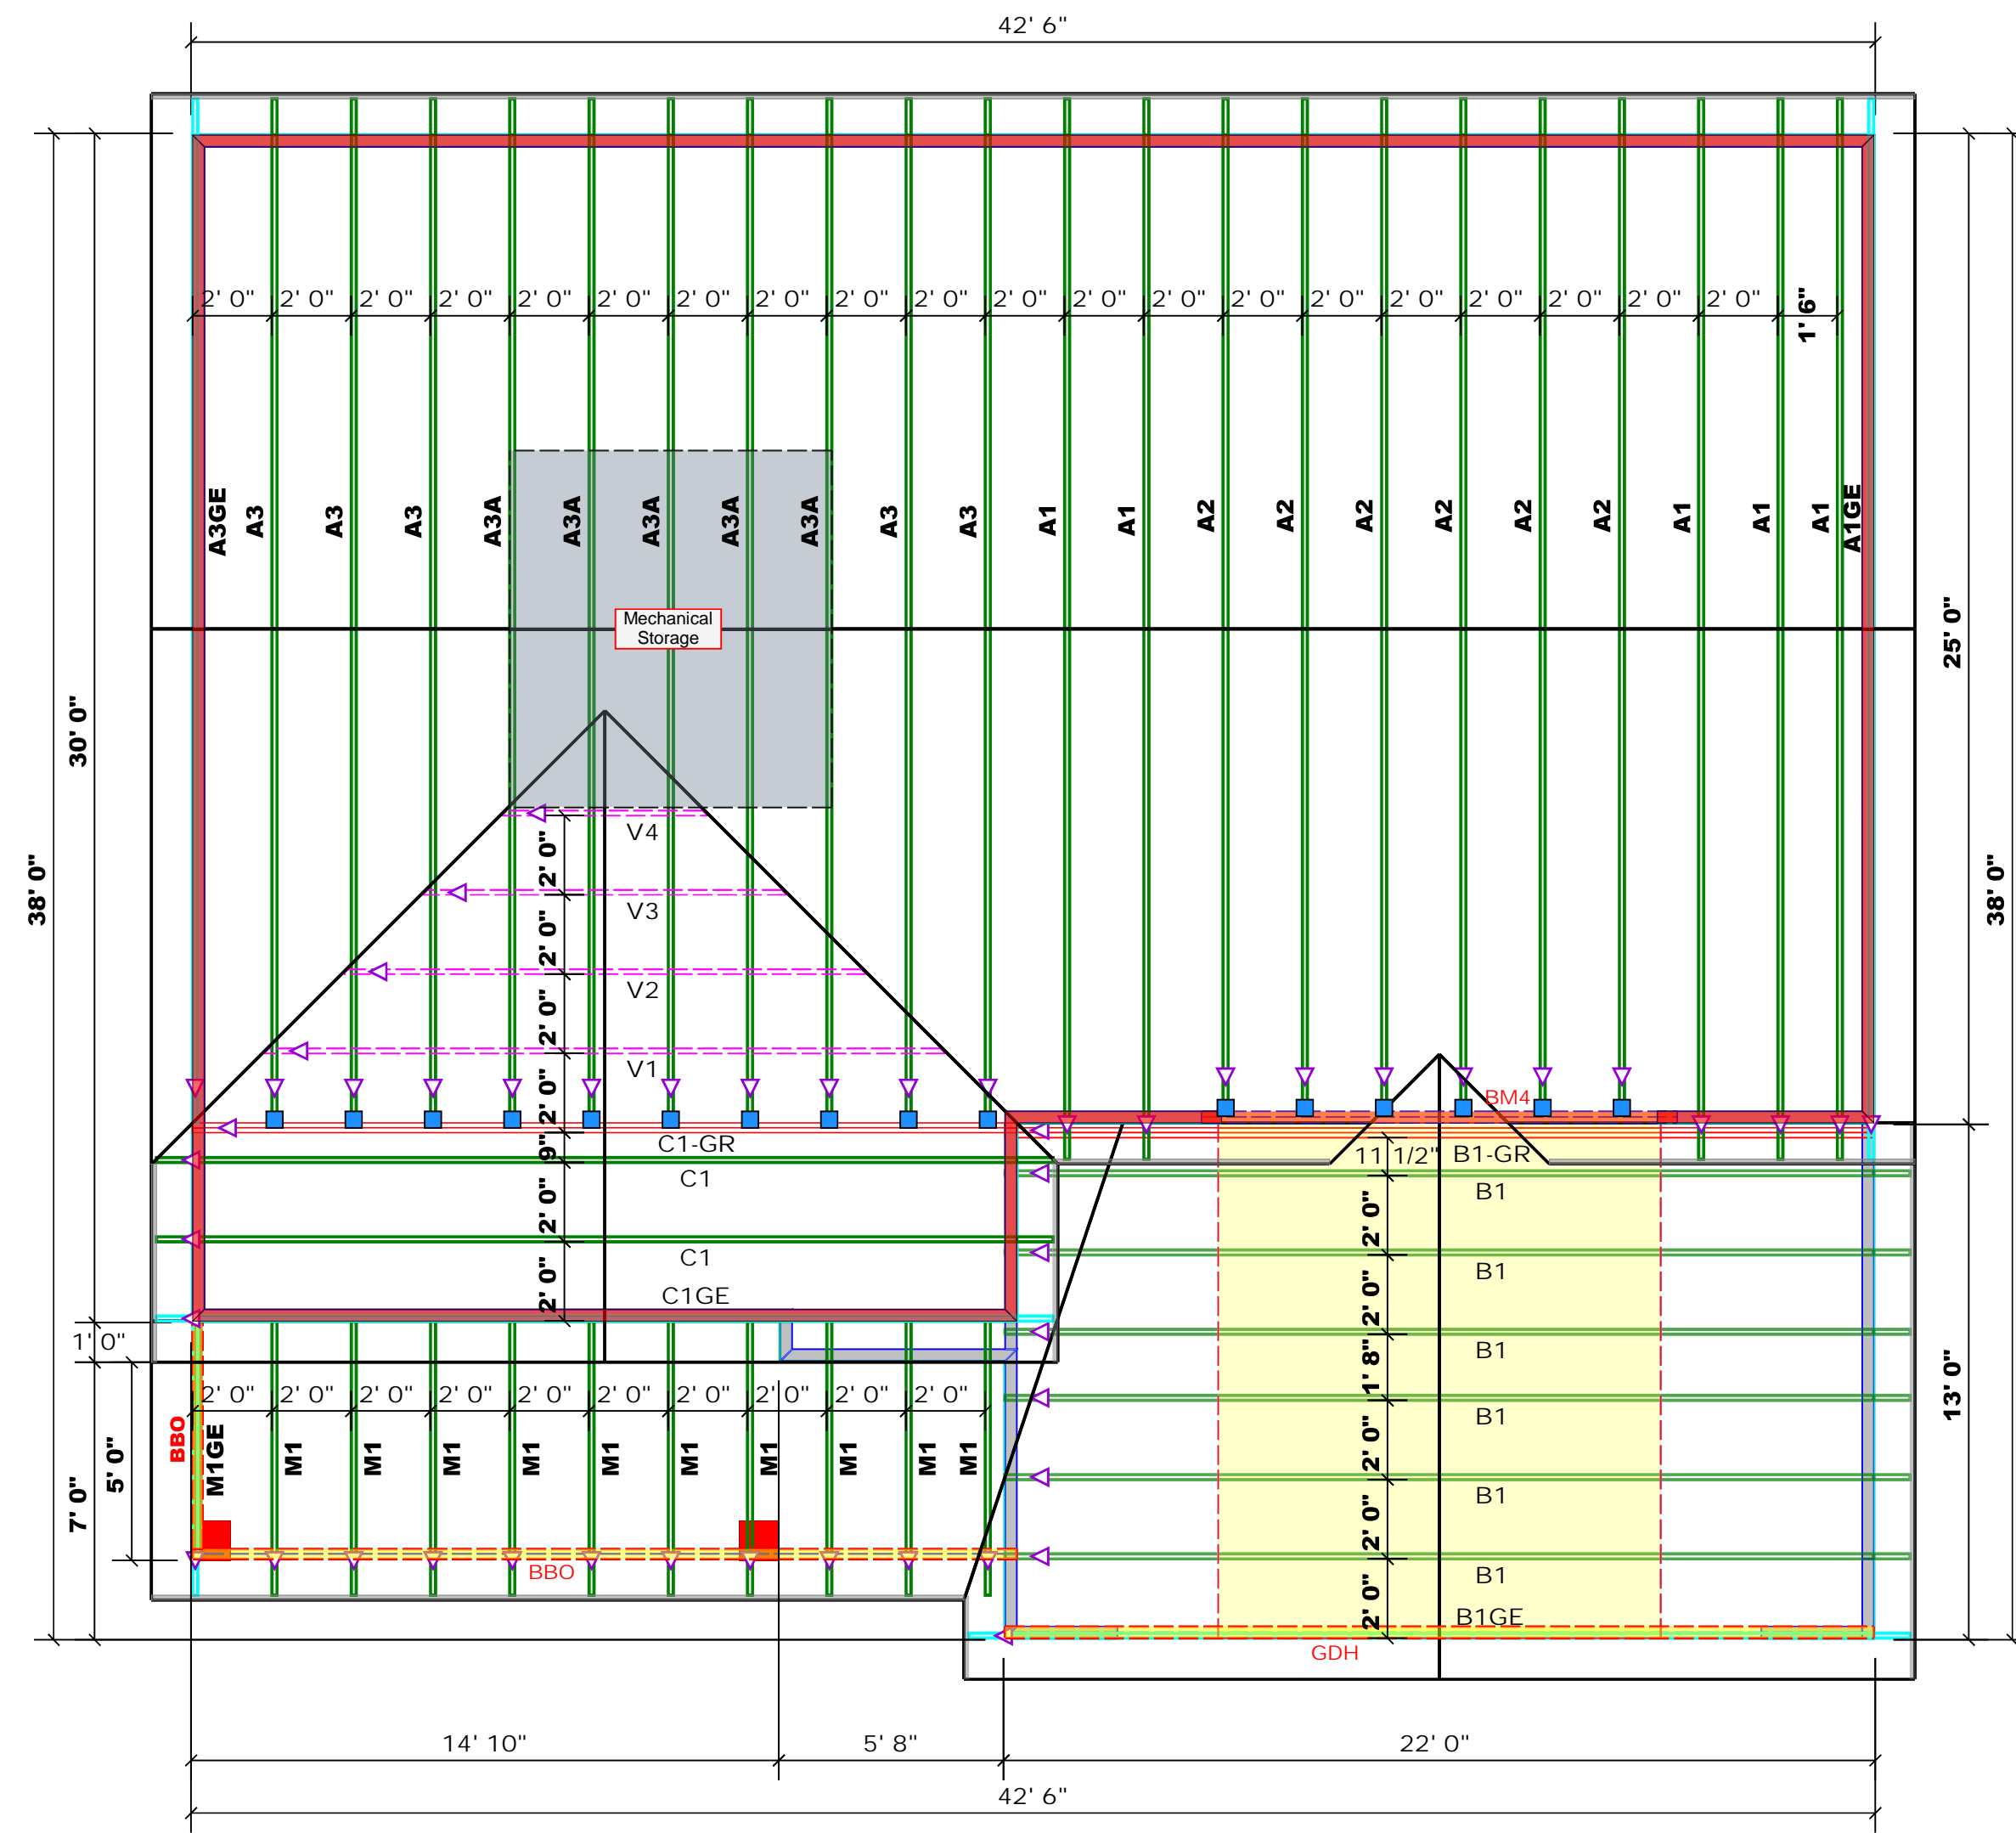 42' 6"
2' 0" 2' 0" 2' 0" 2' 0" 2' 0" 2' 0" 2' 0" 2' 0" 2' 0" 2' 0" 2' 0" 2' 0" 2' 0" 2' 0" 2' 0" 2' 0" 2' 0" 2' 0" 2' 0" 2' 0"
1' 6"
A3GE A3 A3 A3 A3A A3A A3A A3A A3A A3 A3 A1 A1 A2 A2 A2 A2 A2 A2 A1 A1 A1 A1GE
Mechanical
Storage
25' 0"
30' 0"
38' 0"
38' 0"
V4
2' 0"
V3
2' 0"
V2
2' 0"
V1
2' 0"
BM4
C1-GR
9"
11 1/2"
B1-GR
C1
B1
2' 0"
2' 0"
C1
B1
C1GE
2' 0"
2' 0"
1' 0"
B1
1' 8"
2' 0" 2' 0" 2' 0" 2' 0" 2' 0" 2' 0" 2' 0" 2' 0" 2' 0" 2' 0"
13' 0"
B1
BBO
M1GE M1 M1 M1 M1 M1 M1 M1 M1 M1 M1
2' 0"
5' 0"
7' 0"
B1
2' 0"
BBO
B1
2' 0"
B1GE
GDH
14' 10"
5' 8"
22' 0"
42' 6"